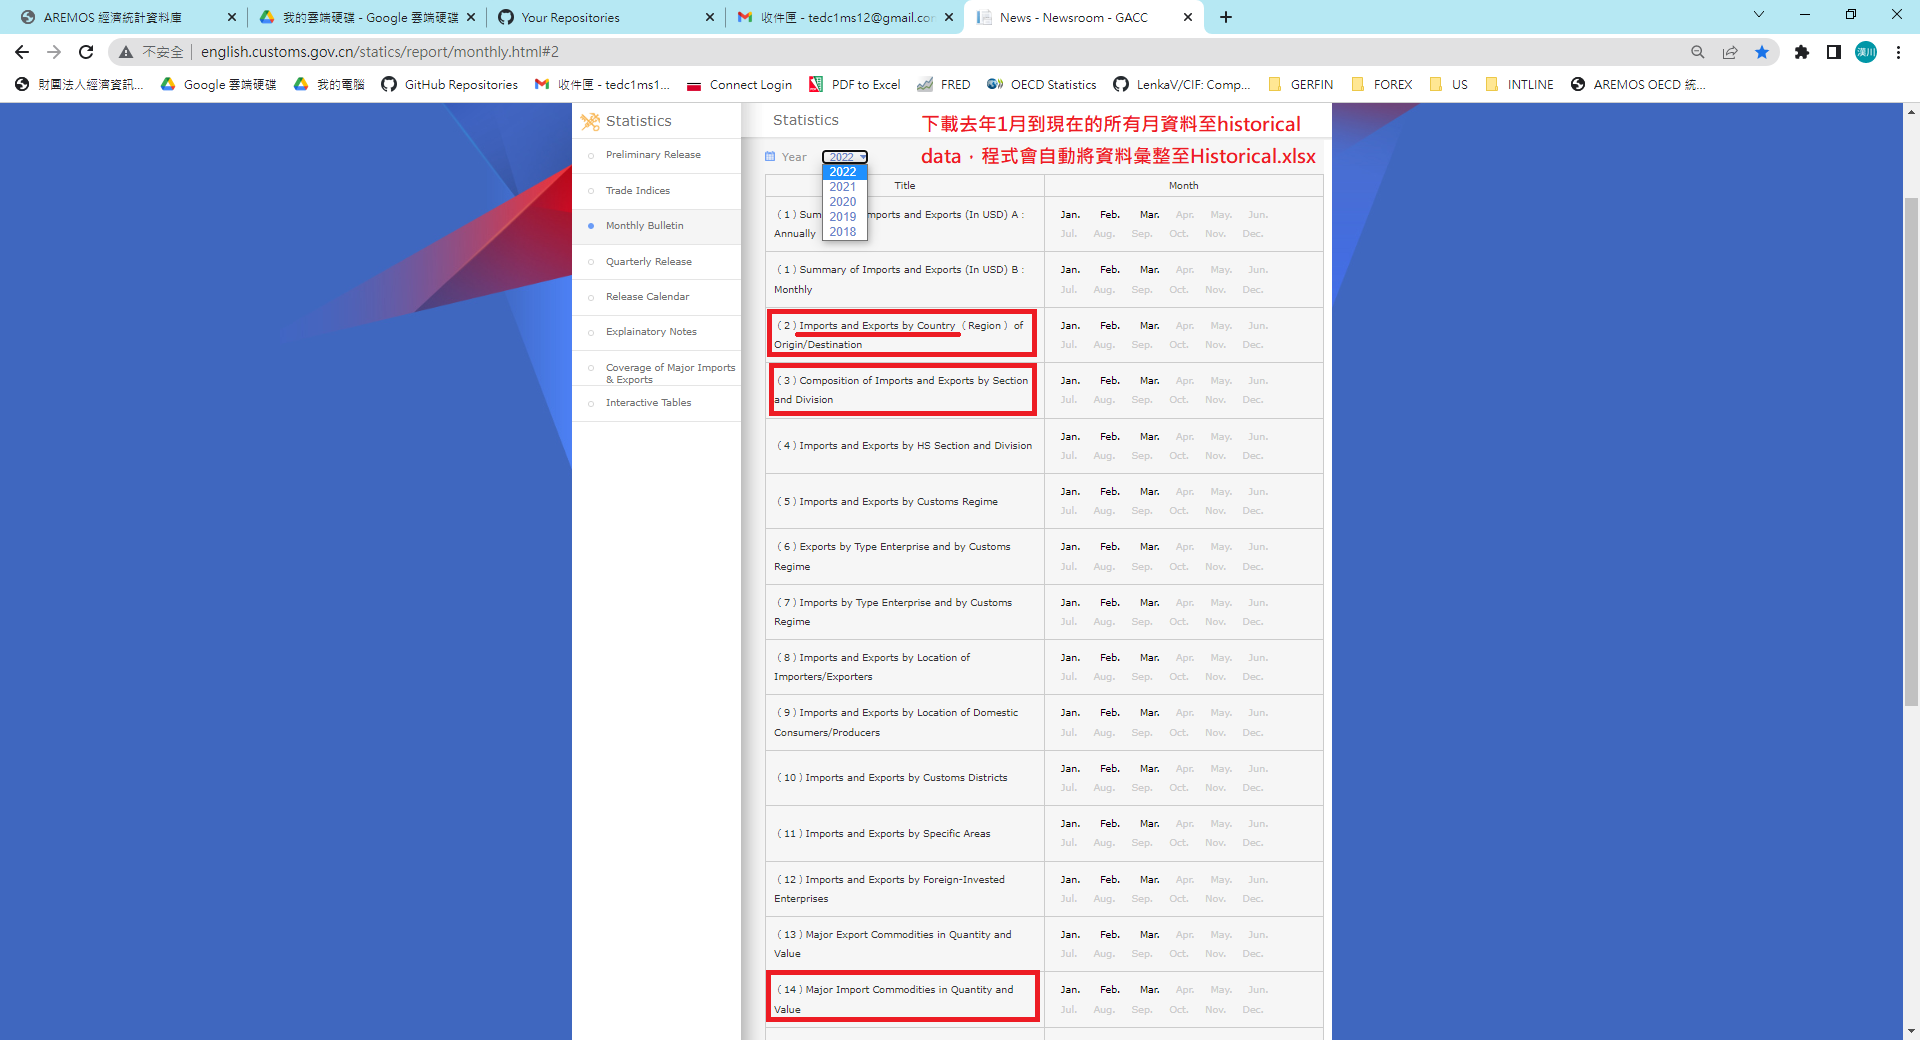 AREMOS 經濟統計資料庫
我的雲端硬碟 - Google 雲端硬碟
Your Repositories
收件匣 - tedc1ms12@gmail.cor
News - Newsroom - GACC
不安全
english.customs.gov.cn/statics/report/monthly.html#2
漢川
財團法人經濟資訊...
Google 雲端硬碟
我的電腦
GitHub Repositories
收件匣 - tedc1ms1...
Connect Login
PDF to Excel
FRED
OECD Statistics
LenkaV/CIF: Comp...
GERFIN
FOREX
US
INTLINE
AREMOS OECD 統...
Statistics
Preliminary Release
Trade Indices
Monthly Bulletin
Quarterly Release
Release Calendar
Explainatory Notes
Coverage of Major Imports
& Exports
Interactive Tables
Statistics
下載去年1月到現在的所有月資料至historical
data，程式會自動將資料彙整至Historical.xlsx
Year 2022
2022
2021
2020
2019
2018
Title Month
(1) Sum mports and Exports (In USD) A : Jan. Feb. Mar. Apr. May. Jun.
Annually Jul. Aug. Sep. Oct. Nov. Dec.
(1) Summary of Imports and Exports (In USD) B : Jan. Feb. Mar. Apr. May. Jun.
Monthly Jul. Aug. Sep. Oct. Nov. Dec.
(2) Imports and Exports by Country (Region) of Jan. Feb. Mar. Apr. May. Jun.
Origin/Destination Jul. Aug. Sep. Oct. Nov. Dec.
(3) Composition of Imports and Exports by Section Jan. Feb. Mar. Apr. May. Jun.
and Division Jul. Aug. Sep. Oct. Nov. Dec.
(4) Imports and Exports by HS Section and Division Jan. Feb. Mar. Apr. May. Jun.
Jul. Aug. Sep. Oct. Nov. Dec.
(5) Imports and Exports by Customs Regime Jan. Feb. Mar. Apr. May. Jun.
Jul. Aug. Sep. Oct. Nov. Dec.
(6) Exports by Type Enterprise and by Customs Jan. Feb. Mar. Apr. May. Jun.
Regime Jul. Aug. Sep. Oct. Nov. Dec.
(7) Imports by Type Enterprise and by Customs Jan. Feb. Mar. Apr. May. Jun.
Regime Jul. Aug. Sep. Oct. Nov. Dec.
(8) Imports and Exports by Location of Jan. Feb. Mar. Apr. May. Jun.
Importers/Exporters Jul. Aug. Sep. Oct. Nov. Dec.
(9) Imports and Exports by Location of Domestic Jan. Feb. Mar. Apr. May. Jun.
Consumers/Producers Jul. Aug. Sep. Oct. Nov. Dec.
(10) Imports and Exports by Customs Districts Jan. Feb. Mar. Apr. May. Jun.
Jul. Aug. Sep. Oct. Nov. Dec.
(11) Imports and Exports by Specific Areas Jan. Feb. Mar. Apr. May. Jun.
Jul. Aug. Sep. Oct. Nov. Dec.
(12) Imports and Exports by Foreign-Invested Jan. Feb. Mar. Apr. May. Jun.
Enterprises Jul. Aug. Sep. Oct. Nov. Dec.
(13) Major Export Commodities in Quantity and Jan. Feb. Mar. Apr. May. Jun.
Value Jul. Aug. Sep. Oct. Nov. Dec.
(14) Major Import Commodities in Quantity and Jan. Feb. Mar. Apr. May. Jun.
Value Jul. Aug. Sep. Oct. Nov. Dec.